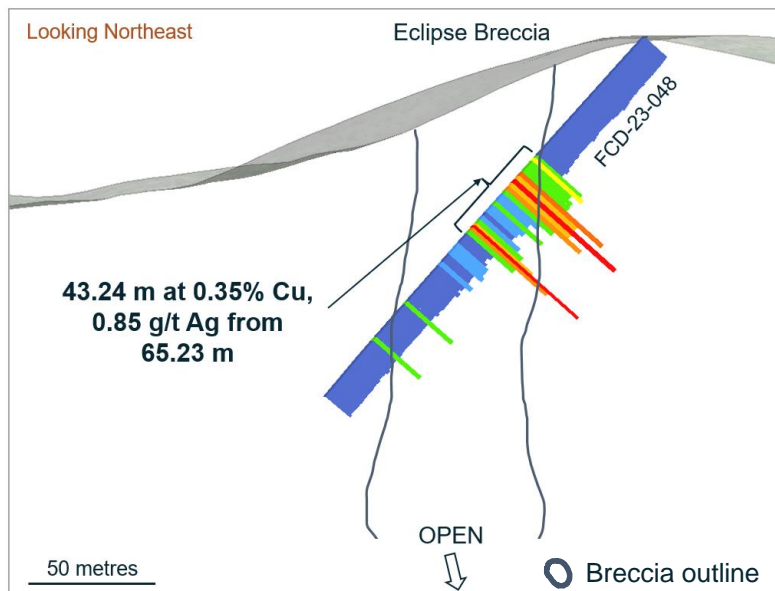 Looking Northeast
Eclipse Breccia
FCD-23-048
43.24 m at 0.35% Cu,
0.85 g/t Ag from
65.23 m
OPEN
50 metres
Breccia outline